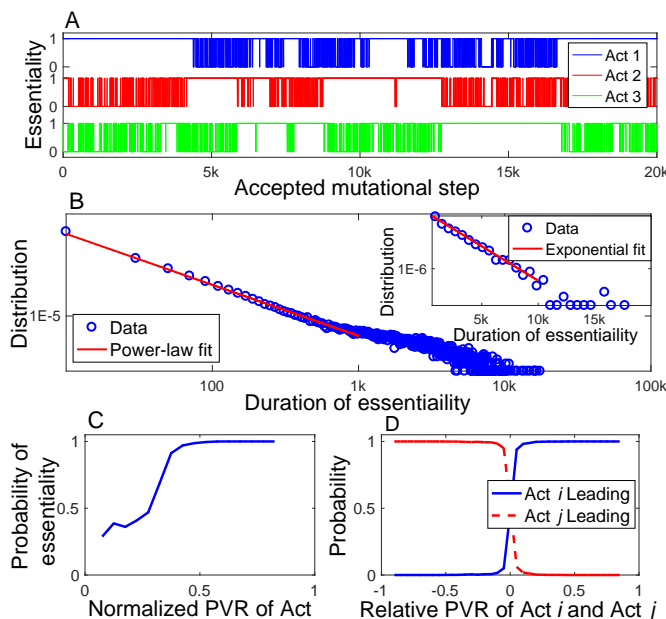 A
Essentiality
1
0
1
0
1
0
Act 1
Act 2
Act 3
0
5k
10k
15k
20k
Accepted mutational step
B
Distribution
1E-5
Data
Power-law fit
100
1k
10k
100k
Duration of essentiaility
Distribution
1E-6
Data
Exponential fit
5k
10k
15k
Duration of essentiaility
C
Probability of
essentiality
1
0.5
0
0
0.5
1
Normalized PVR of Act
D
Probability
1
0.5
0
Act i Leading
Act j Leading
-1
-0.5
0
0.5
1
Relative PVR of Act i and Act j